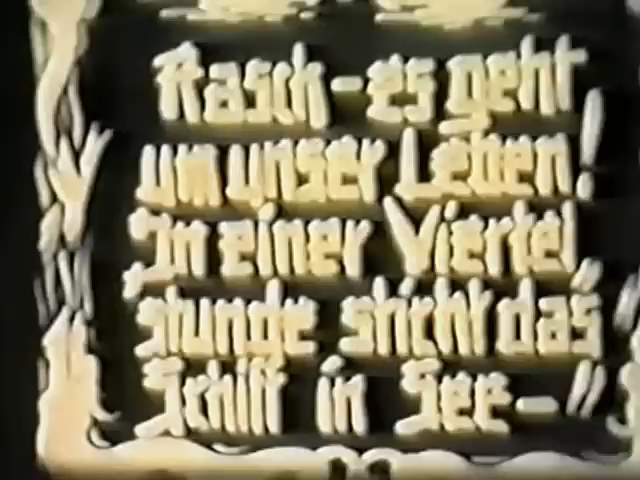 Rasch - es geht
um unser Leben!
In einer Viertel„
stunde sticht das
Schiff in See - "